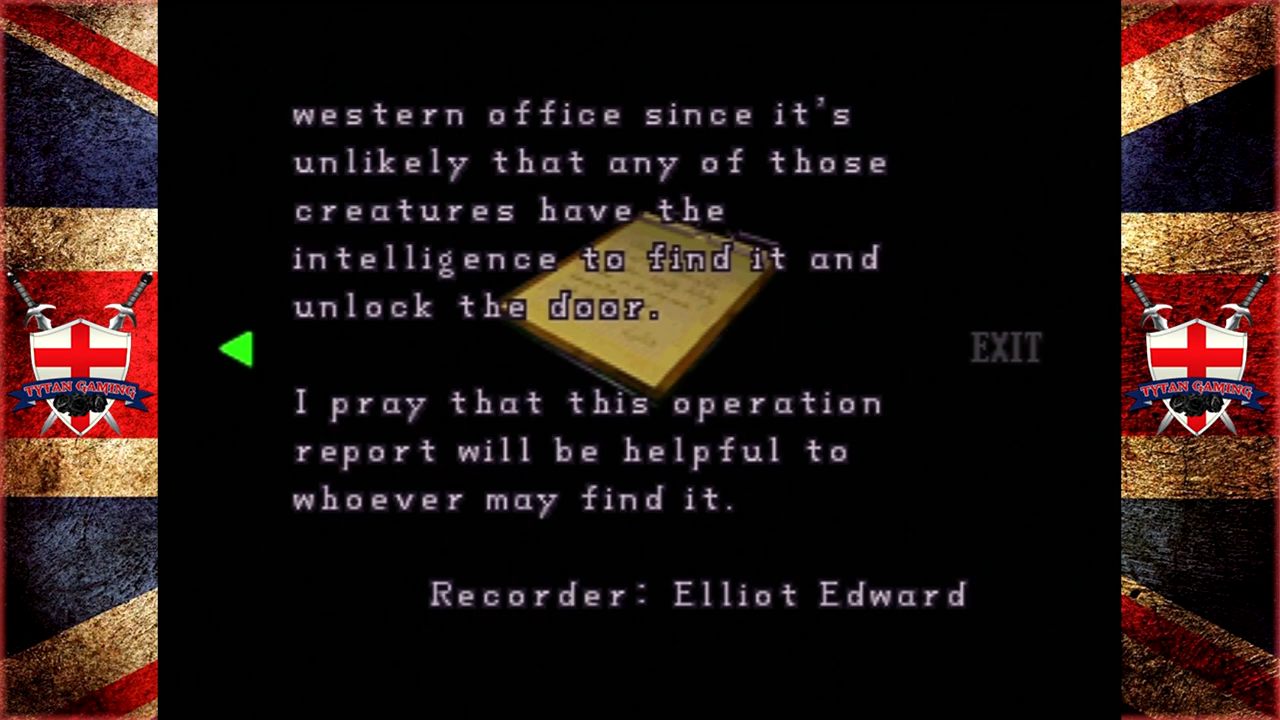 western office since it's
unlikely that any of those
creatures have the
intelligence to find it and
unlock the door.
EXIT
I pray that this operation
report will be helpful to
whoever may find it.
Recorder: Elliot Edward
TYTAN GAMING
TYTAN GAMING